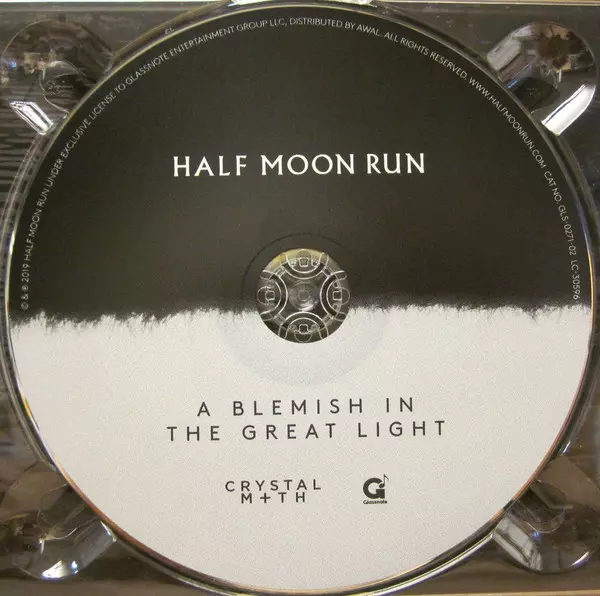 © & ℗ 2019 HALF MOON RUN UNDER EXCLUSIVE LICENSE TO GLASSNOTE ENTERTAINMENT GROUP LLC, DISTRIBUTED BY AWAL. ALL RIGHTS RESERVED. WWW.HALFMOONRUN.COM CAT NO. GLS-0271-02 LC-30596
HALF MOON RUN
A BLEMISH IN
THE GREAT LIGHT
CRYSTAL
M+TH
G
Glassnote